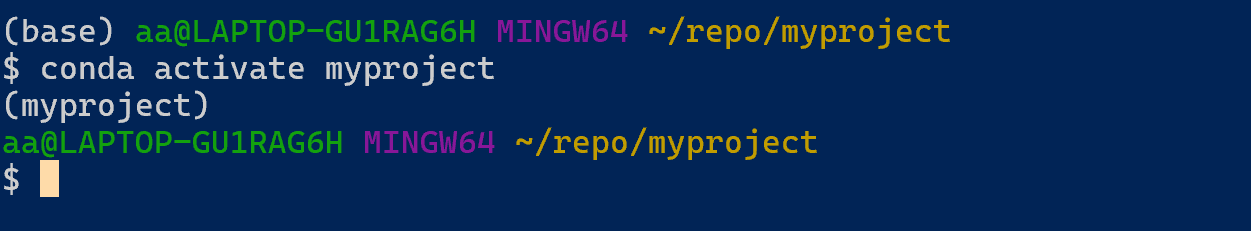 (base) aa@LAPTOP-GU1RAG6H MINGW64 ~/repo/myproject
$ conda activate myproject
(myproject)
aa@LAPTOP-GU1RAG6H MINGW64 ~/repo/myproject
$